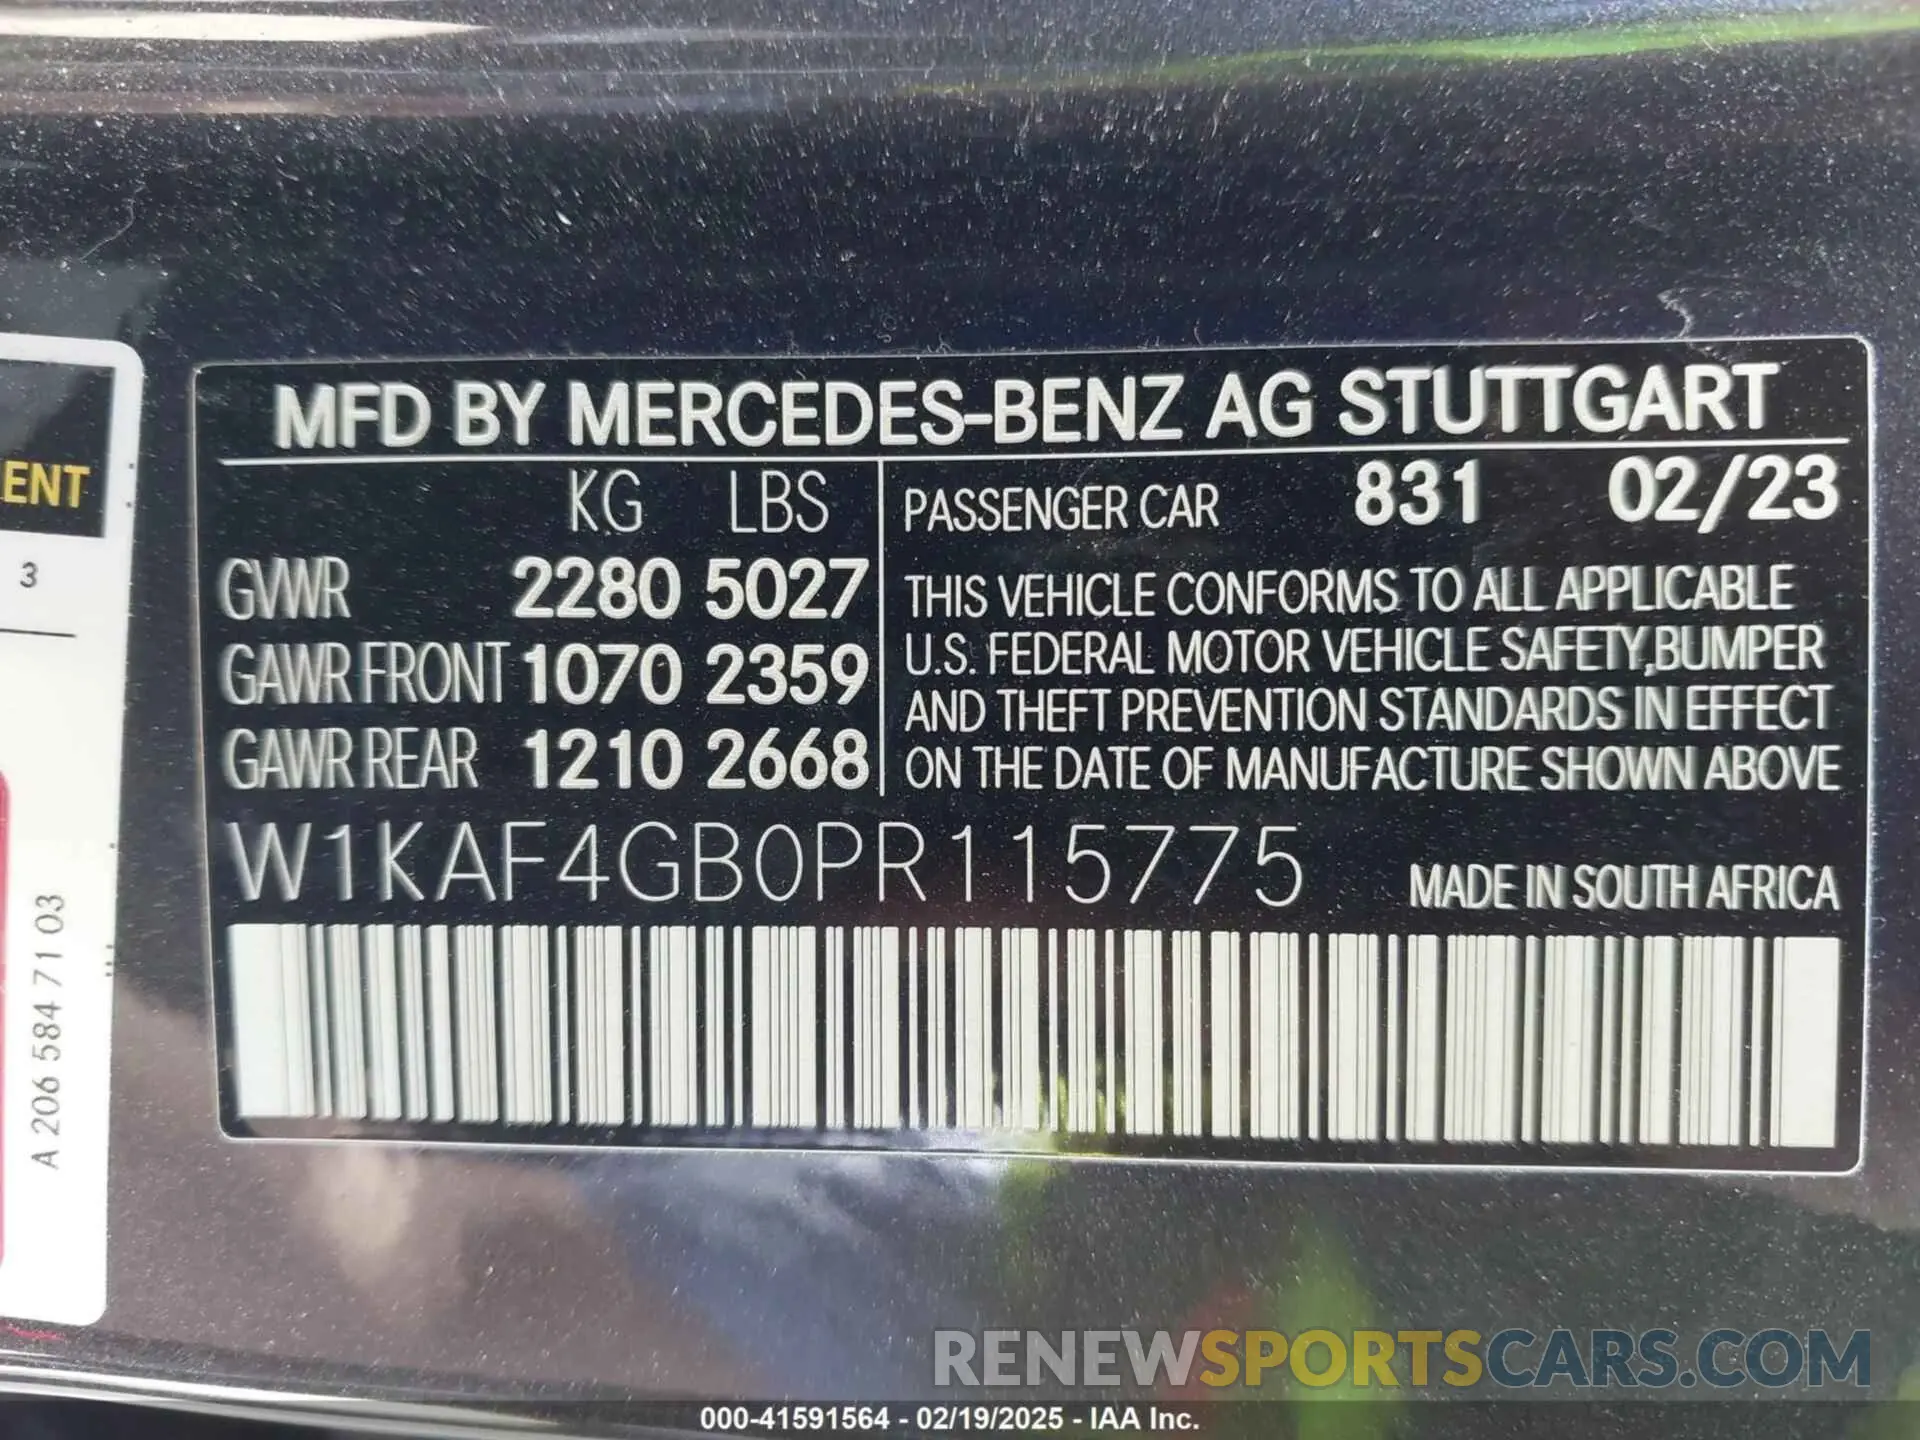 MFD BY MERCEDES-BENZ AG STUTTGART
KG LBS
PASSENGER CAR 831 02/23
GVWR 2280 5027
GAWR FRONT 1070 2359
GAWR REAR 1210 2668
THIS VEHICLE CONFORMS TO ALL APPLICABLE
U.S. FEDERAL MOTOR VEHICLE SAFETY,BUMPER
AND THEFT PREVENTION STANDARDS IN EFFECT
ON THE DATE OF MANUFACTURE SHOWN ABOVE
W1KAF4GB0PR115775
MADE IN SOUTH AFRICA
ENT
3
A 206 584 71 03
RENEWSPORTSCARS.COM
000-41591564 - 02/19/2025 - IAA Inc.